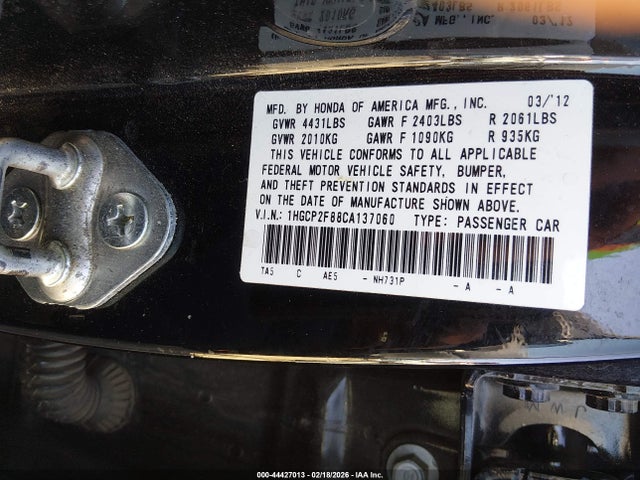 MFD. BY HONDA OF AMERICA MFG., INC. 03/'12
GVWR 4431LBS GAWR F 2403LBS R 2061LBS
GVWR 2010KG GAWR F 1090KG R 935KG
THIS VEHICLE CONFORMS TO ALL APPLICABLE
FEDERAL MOTOR VEHICLE SAFETY, BUMPER,
AND THEFT PREVENTION STANDARDS IN EFFECT
ON THE DATE OF MANUFACTURE SHOWN ABOVE.
V.I.N.: 1HGCP2F88CA137060 TYPE: PASSENGER CAR
TA5 C AE5 - NH731P - A - A
000-44427013 - 02/18/2026 - IAA Inc.